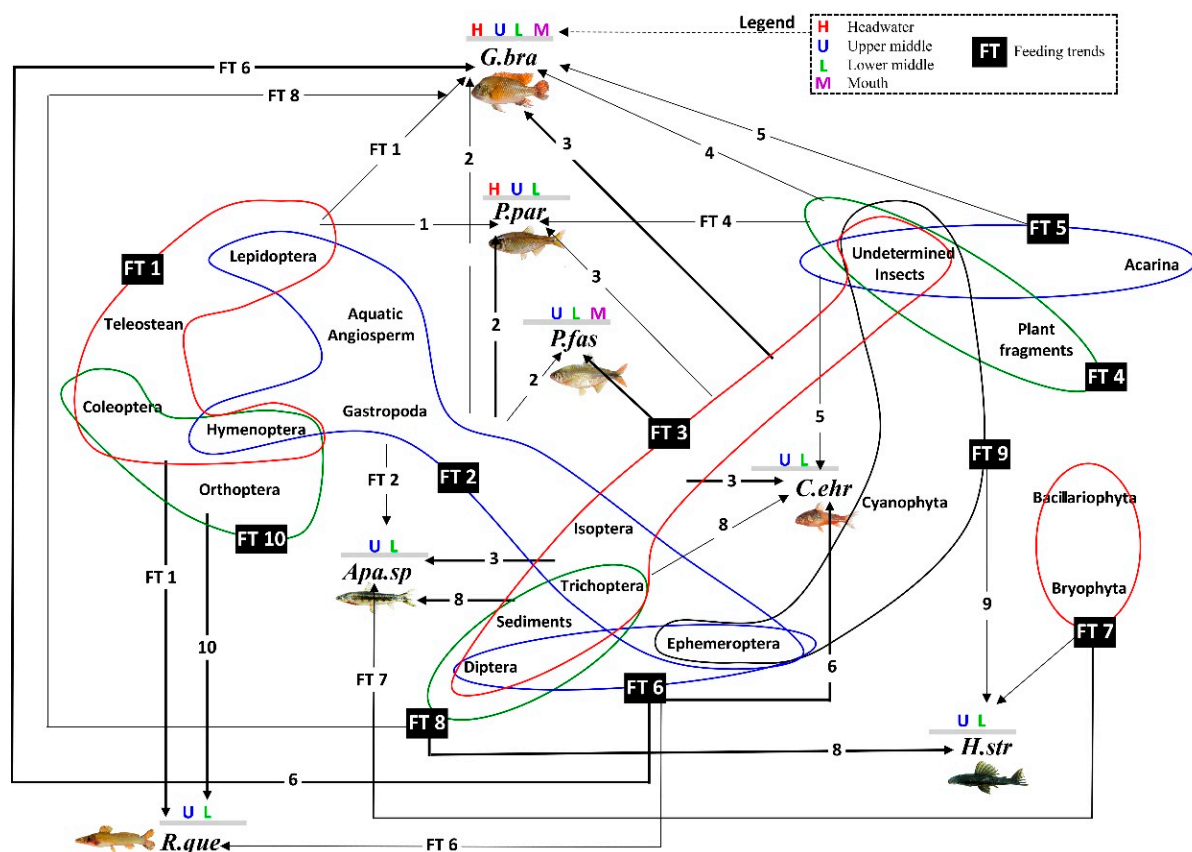 H U L M
G.bra
Legend
H Headwater
U Upper middle
L Lower middle
M Mouth
FT Feeding trends
FT 6
FT 8
FT 1
2
3
4
5
H U L
P.par
1
FT 4
FT 5
FT 1
Lepidoptera
Undetermined
Insects
Acarina
Teleostean
Aquatic
Angiosperm
3
2
U L M
P.fas
Plant
fragments
FT 4
2
Coleoptera
Hymenoptera
Gastropoda
5
FT 3
FT 9
U L
C.ehr
3
FT 2
FT 2
Orthoptera
Cyanophyta
Bacillariophyta
FT 10
Isoptera
8
U L
Apa.sp
3
Trichoptera
FT 1
8
Sediments
Bryophyta
9
FT 7
10
Ephemeroptera
Diptera
6
FT 7
FT 6
FT 8
U L
H.str
8
6
U L
R.que
FT 6